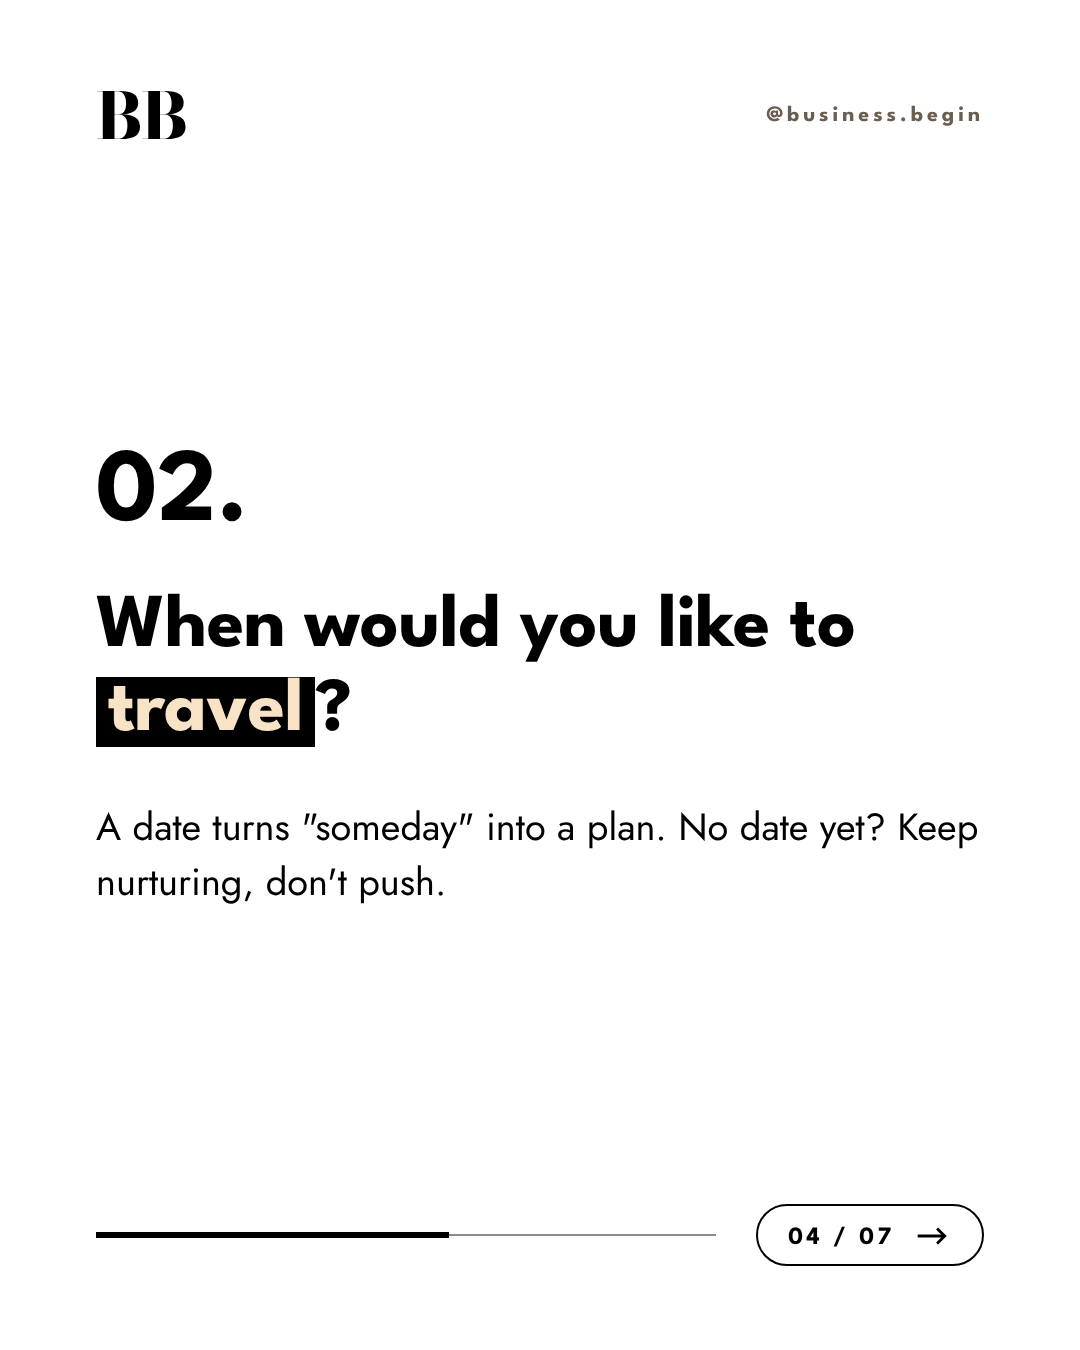 BB
@business.begin
02.
When would you like to
travel?
A date turns "someday" into a plan. No date yet? Keep
nurturing, don't push.
04 / 07 →